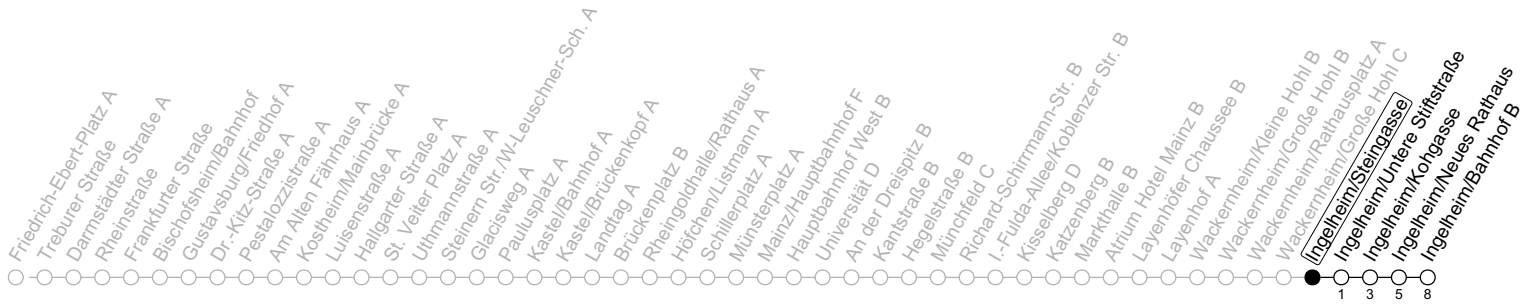 Friedrich-Ebert-Platz A
Treburer Straße
Darmstädter Straße A
Rheinstraße
Frankfurter Straße
Bischofsheim/Bahnhof
Gustavsburg/Friedhof A
Dr.-Kitz-Straße A
Pestalozzistraße A
Am Alten Fährhaus A
Kostheim/Mainbrücke A
Luisenstraße A
Hallgarter Straße A
St. Veiter Platz A
Uthmannstraße A
Steinern Str./W-Leuschner-Sch. A
Glacisweg A
Paulusplatz A
Kastel/Bahnhof A
Kastel/Brückenkopf A
Landtag A
Brückenplatz B
Rheingoldhalle/Rathaus A
Höfchen/Listmann A
Schillerplatz A
Münsterplatz A
Mainz/Hauptbahnhof F
Hauptbahnhof West B
Universität D
An der Dreispitz B
Kantstraße B
Hegelstraße B
Münchfeld C
Richard-Schirrmann-Str. B
I.-Fulda-Allee/Koblenzer Str. B
Kisselberg D
Katzenberg B
Markthalle B
Atrium Hotel Mainz B
Layenhöfer Chaussee B
Layenhof A
Wackernheim/Kleine Hohl B
Wackernheim/Große Hohl B
Wackernheim/Rathausplatz A
Wackernheim/Große Hohl C
Ingelheim/Steingasse
Ingelheim/Untere Stiftstraße
Ingelheim/Kohgasse
Ingelheim/Neues Rathaus
Ingelheim/Bahnhof B
1 3 5 8